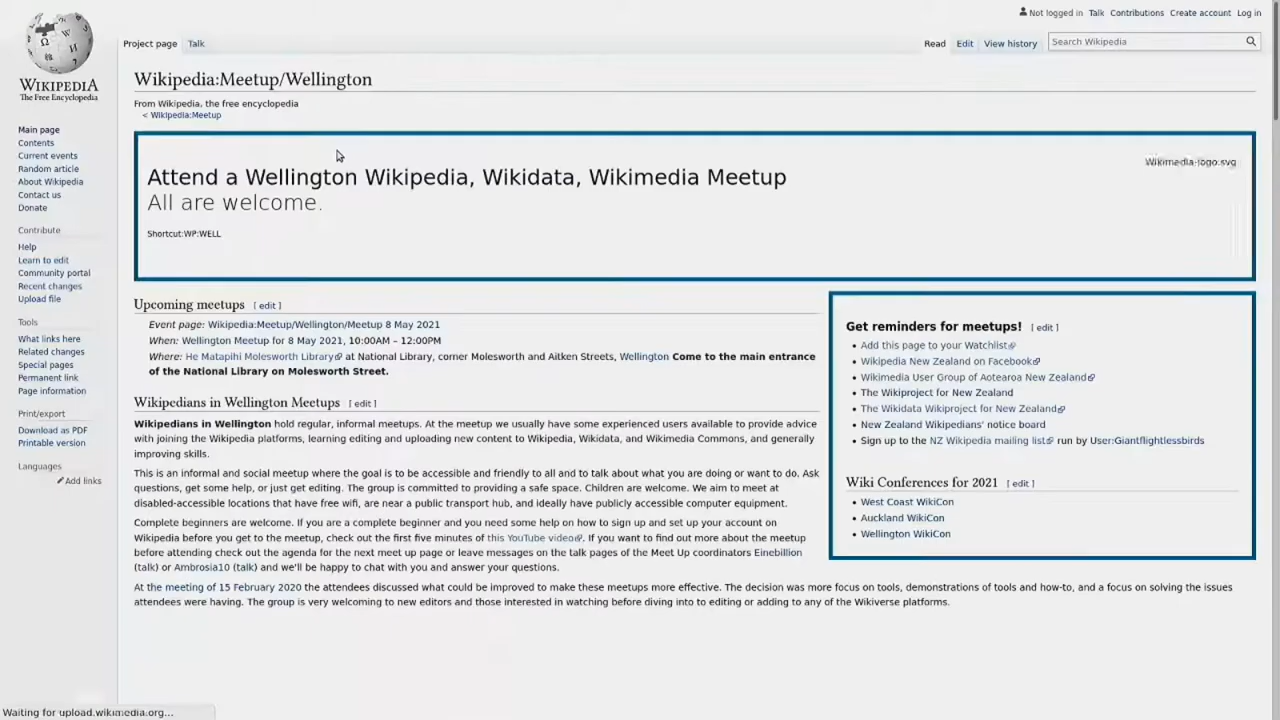 Not logged in Talk Contributions Create account Log in
Project page Talk Read Edit View history Search Wikipedia
WIKIPEDIA
The Free Encyclopedia
Main page
Contents
Current events
Random article
About Wikipedia
Contact us
Donate
Contribute
Help
Learn to edit
Community portal
Recent changes
Upload file
Tools
What links here
Related changes
Special pages
Permanent link
Page information
Print/export
Download as PDF
Printable version
Languages
Add links
Wikipedia:Meetup/Wellington
From Wikipedia, the free encyclopedia
< Wikipedia:Meetup
Wikimedia-logo.svg
Attend a Wellington Wikipedia, Wikidata, Wikimedia Meetup
All are welcome.
Shortcut:WP:WELL
Upcoming meetups [ edit ]
Event page: Wikipedia:Meetup/Wellington/Meetup 8 May 2021
When: Wellington Meetup for 8 May 2021, 10:00AM – 12:00PM
Where: He Matapihi Molesworth Library at National Library, corner Molesworth and Aitken Streets, Wellington Come to the main entrance
of the National Library on Molesworth Street.
Wikipedians in Wellington Meetups [ edit ]
Wikipedians in Wellington hold regular, informal meetups. At the meetup we usually have some experienced users available to provide advice
with joining the Wikipedia platforms, learning editing and uploading new content to Wikipedia, Wikidata, and Wikimedia Commons, and generally
improving skills.
This is an informal and social meetup where the goal is to be accessible and friendly to all and to talk about what you are doing or want to do. Ask
questions, get some help, or just get editing. The group is committed to providing a safe space. Children are welcome. We aim to meet at
disabled-accessible locations that have free wifi, are near a public transport hub, and ideally have publicly accessible computer equipment.
Complete beginners are welcome. If you are a complete beginner and you need some help on how to sign up and set up your account on
Wikipedia before you get to the meetup, check out the first five minutes of this YouTube video. If you want to find out more about the meetup
before attending check out the agenda for the next meet up page or leave messages on the talk pages of the Meet Up coordinators Einebillion
(talk) or Ambrosia10 (talk) and we'll be happy to chat with you and answer your questions.
At the meeting of 15 February 2020 the attendees discussed what could be improved to make these meetups more effective. The decision was more focus on tools, demonstrations of tools and how-to, and a focus on solving the issues
attendees were having. The group is very welcoming to new editors and those interested in watching before diving into to editing or adding to any of the Wikiverse platforms.
Get reminders for meetups! [ edit ]
• Add this page to your Watchlist
• Wikipedia New Zealand on Facebook
• Wikimedia User Group of Aotearoa New Zealand
• The Wikiproject for New Zealand
• The Wikidata Wikiproject for New Zealand
• New Zealand Wikipedians' notice board
• Sign up to the NZ Wikipedia mailing list run by User:Giantflightlessbirds
Wiki Conferences for 2021 [ edit ]
• West Coast WikiCon
• Auckland WikiCon
• Wellington WikiCon
Waiting for upload.wikimedia.org...